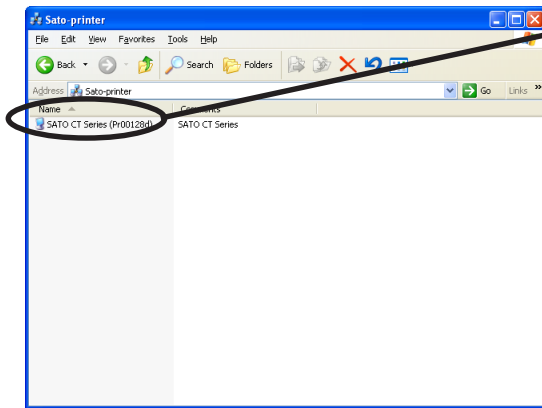 Sato-printer
File Edit View Favorites Tools Help
Back Search Folders
Address Sato-printer Go Links »
Name Comments
SATO CT Series (Pr00128d) SATO CT Series